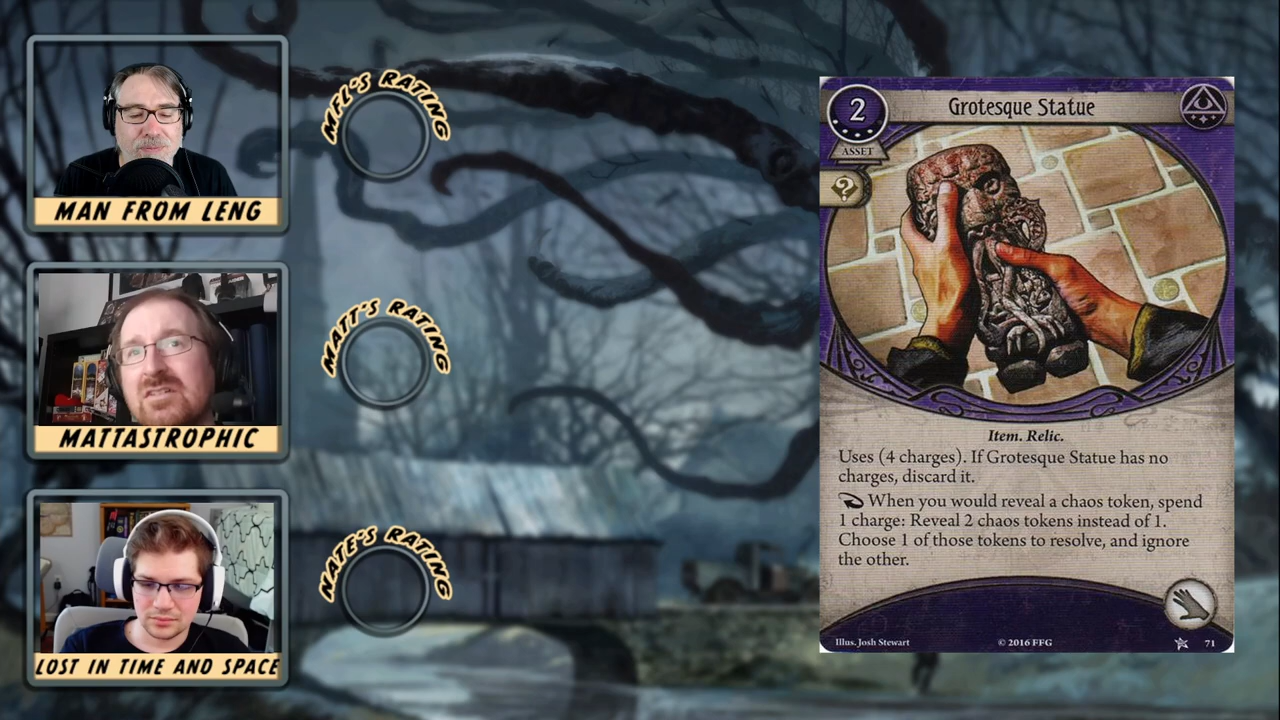 MAN FROM LENG
MFL'S RATING
MATTASTROPHIC
MATT'S RATING
LOST IN TIME AND SPACE
NATE'S RATING
2
Grotesque Statue
ASSET
?
Item. Relic.
Uses (4 charges). If Grotesque Statue has no
charges, discard it.
When you would reveal a chaos token, spend
1 charge: Reveal 2 chaos tokens instead of 1.
Choose 1 of those tokens to resolve, and ignore
the other.
Illus. Josh Stewart
© 2016 FFG
71